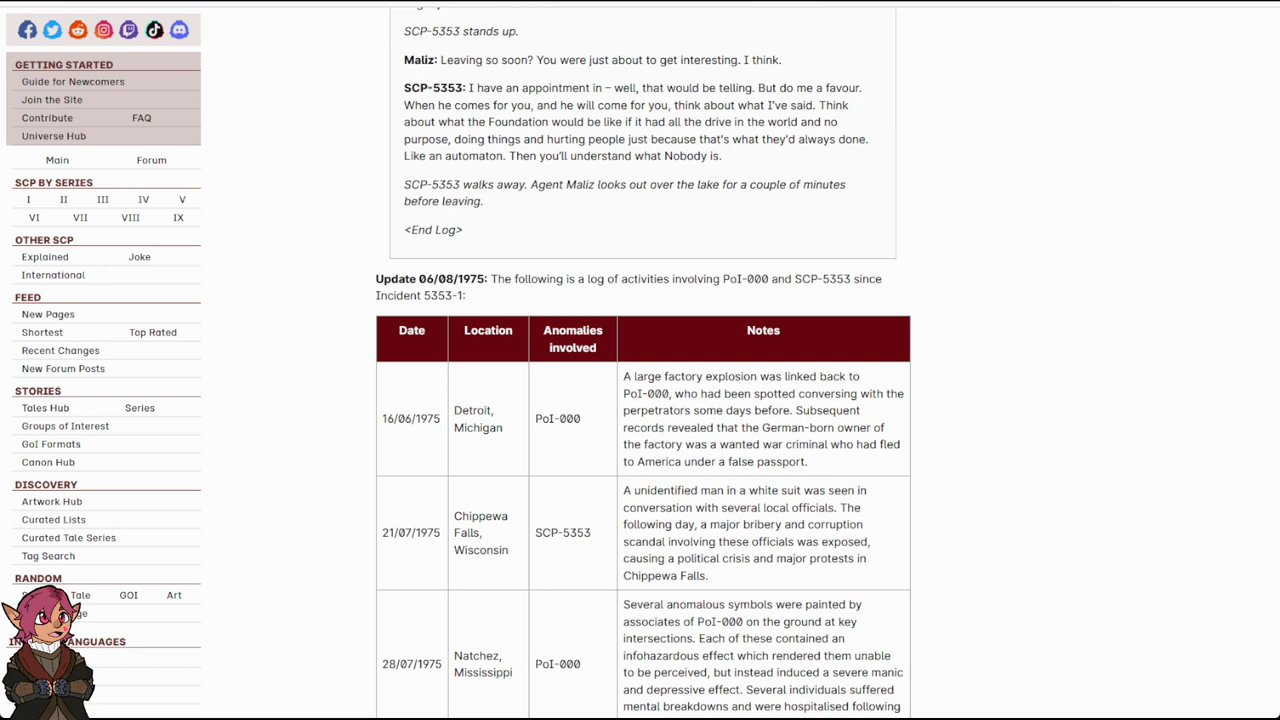 GETTING STARTED
Guide for Newcomers
Join the Site
Contribute FAQ
Universe Hub
Main Forum
SCP BY SERIES
I II III IV V
VI VII VIII IX
OTHER SCP
Explained Joke
International
FEED
New Pages
Shortest Top Rated
Recent Changes
New Forum Posts
STORIES
Tales Hub Series
Groups of Interest
GoI Formats
Canon Hub
DISCOVERY
Artwork Hub
Curated Lists
Curated Tale Series
Tag Search
RANDOM
Tale GOI Art
SCP-5353 stands up.
Maliz: Leaving so soon? You were just about to get interesting. I think.
SCP-5353: I have an appointment in – well, that would be telling. But do me a favour.
When he comes for you, and he will come for you, think about what I've said. Think
about what the Foundation would be like if it had all the drive in the world and no
purpose, doing things and hurting people just because that's what they'd always done.
Like an automaton. Then you'll understand what Nobody is.
SCP-5353 walks away. Agent Maliz looks out over the lake for a couple of minutes
before leaving.
<End Log>
Update 06/08/1975: The following is a log of activities involving PoI-000 and SCP-5353 since
Incident 5353-1:
Date Location Anomalies involved Notes
16/06/1975
Detroit,
Michigan
PoI-000
A large factory explosion was linked back to
PoI-000, who had been spotted conversing with the
perpetrators some days before. Subsequent
records revealed that the German-born owner of
the factory was a wanted war criminal who had fled
to America under a false passport.
21/07/1975
Chippewa
Falls,
Wisconsin
SCP-5353
A unidentified man in a white suit was seen in
conversation with several local officials. The
following day, a major bribery and corruption
scandal involving these officials was exposed,
causing a political crisis and major protests in
Chippewa Falls.
28/07/1975
Natchez,
Mississippi
PoI-000
Several anomalous symbols were painted by
associates of PoI-000 on the ground at key
intersections. Each of these contained an
infohazardous effect which rendered them unable
to be perceived, but instead induced a severe manic
and depressive effect. Several individuals suffered
mental breakdowns and were hospitalised following